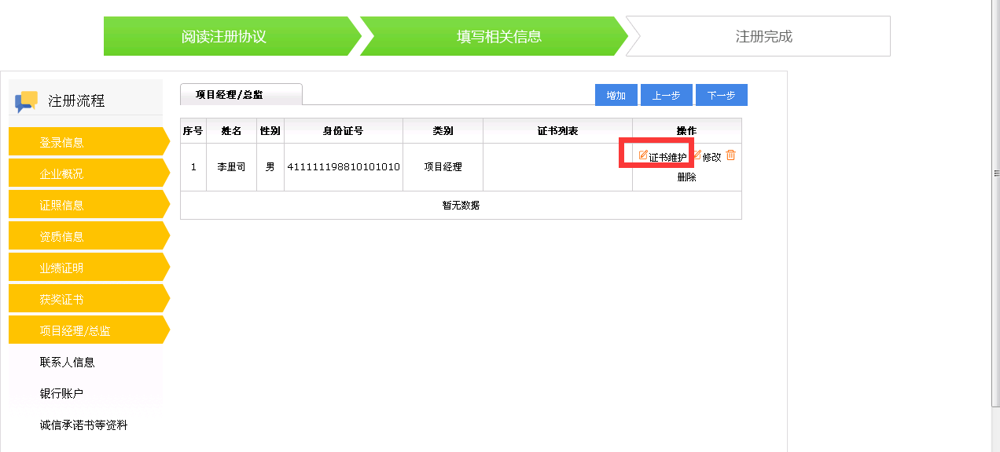 阅读注册协议
填写相关信息
注册完成
注册流程
登录信息
企业概况
证照信息
资质信息
业绩证明
获奖证书
项目经理/总监
联系人信息
银行账户
诚信承诺书等资料
项目经理/总监
增加
上一步
下一步
序号 姓名 性别 身份证号 类别 证书列表 操作
1 李里司 男 411111198810101010 项目经理 证书维护 修改
删除
暂无数据